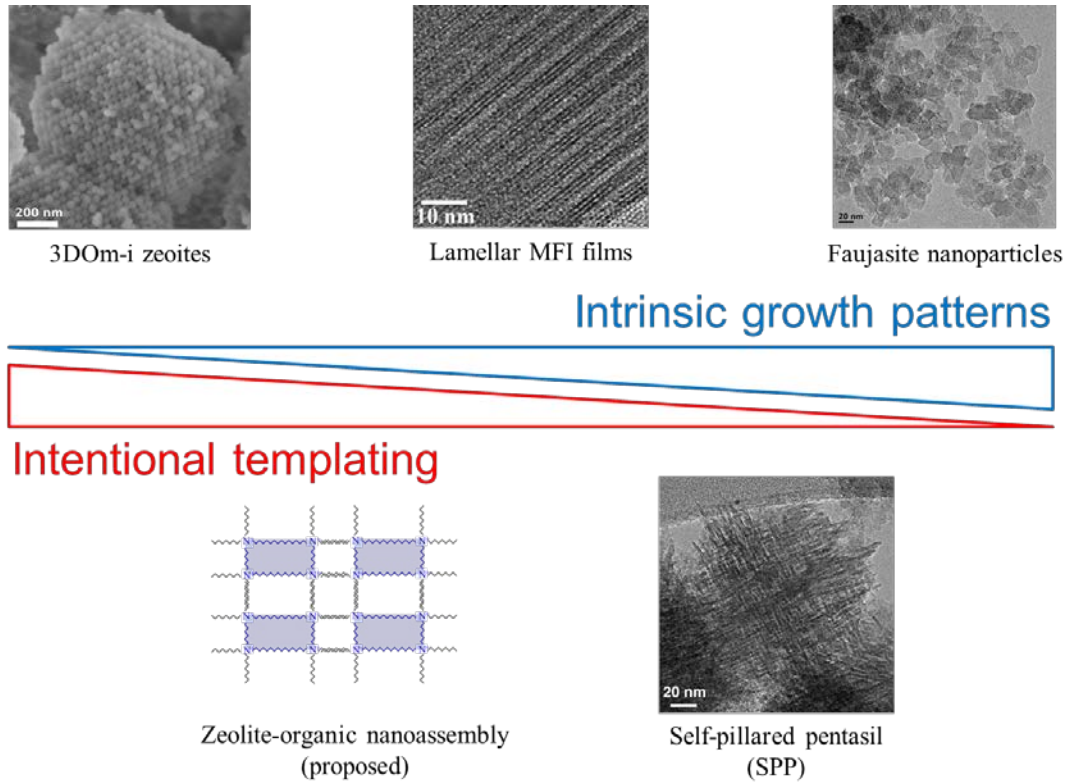 200 nm
10 nm
20 nm
3DOm-i zeoites
Lamellar MFI films
Faujasite nanoparticles
Intrinsic growth patterns
Intentional templating
N N N N
N N N N
N N N N
N N N N
20 nm
Zeolite-organic nanoassembly
(proposed)
Self-pillared pentasil
(SPP)